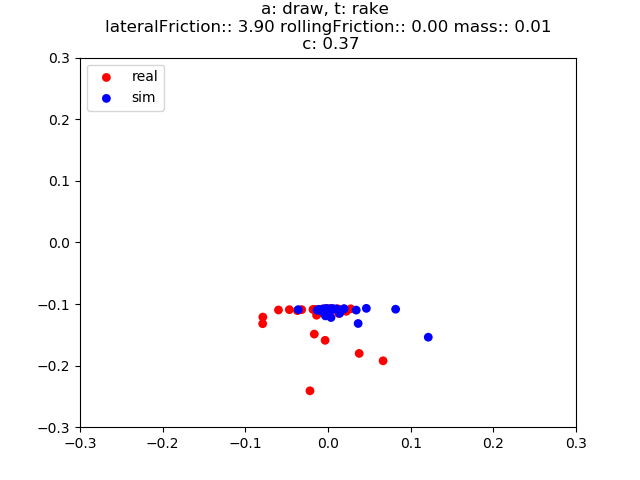 a: draw, t: rake
lateralFriction:: 3.90 rollingFriction:: 0.00 mass:: 0.01
c: 0.37
real
sim
0.3
0.2
0.1
0.0
−0.1
−0.2
−0.3
−0.3 −0.2 −0.1 0.0 0.1 0.2 0.3